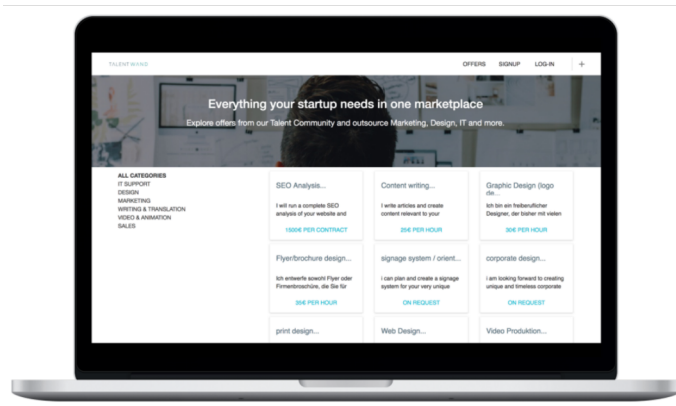 TALENTWAND
OFFERS SIGNUP LOG-IN +
Everything your startup needs in one marketplace
Explore offers from our Talent Community and outsource Marketing, Design, IT and more.
ALL CATEGORIES
IT SUPPORT
DESIGN
MARKETING
WRITING & TRANSLATION
VIDEO & ANIMATION
SALES
SEO Analysis...
I will run a complete SEO
analysis of your website and
1500€ PER CONTRACT
Content writing...
I write articles and create
content relevant to your
25€ PER HOUR
Graphic Design (logo
de...
Ich bin ein freiberuflicher
Designer, der bisher mit vielen
30€ PER HOUR
Flyer/brochure design...
Ich entwerfe sowohl Flyer oder
Firmenbroschüre, die Sie für
35€ PER HOUR
signage system / orient...
i can plan and create a signage
system for your very unique
ON REQUEST
corporate design...
i am looking forward to creating
unique and timeless corporate
ON REQUEST
print design...
Web Design...
Video Produktion...